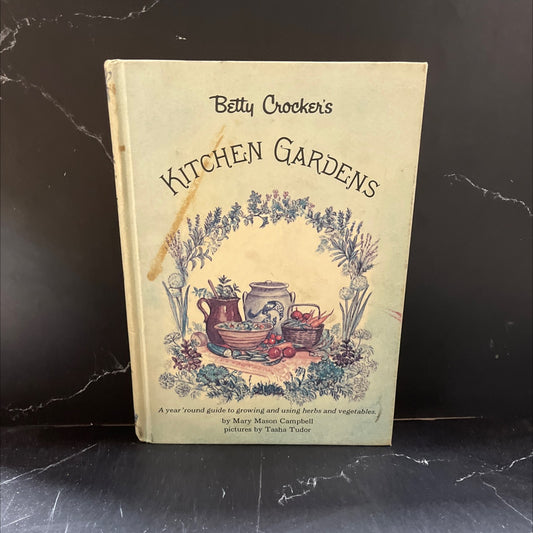 Betty Crocker's
KITCHEN GARDENS
A year 'round guide to growing and using herbs and vegetables.
by Mary Mason Campbell
pictures by Tasha Tudor